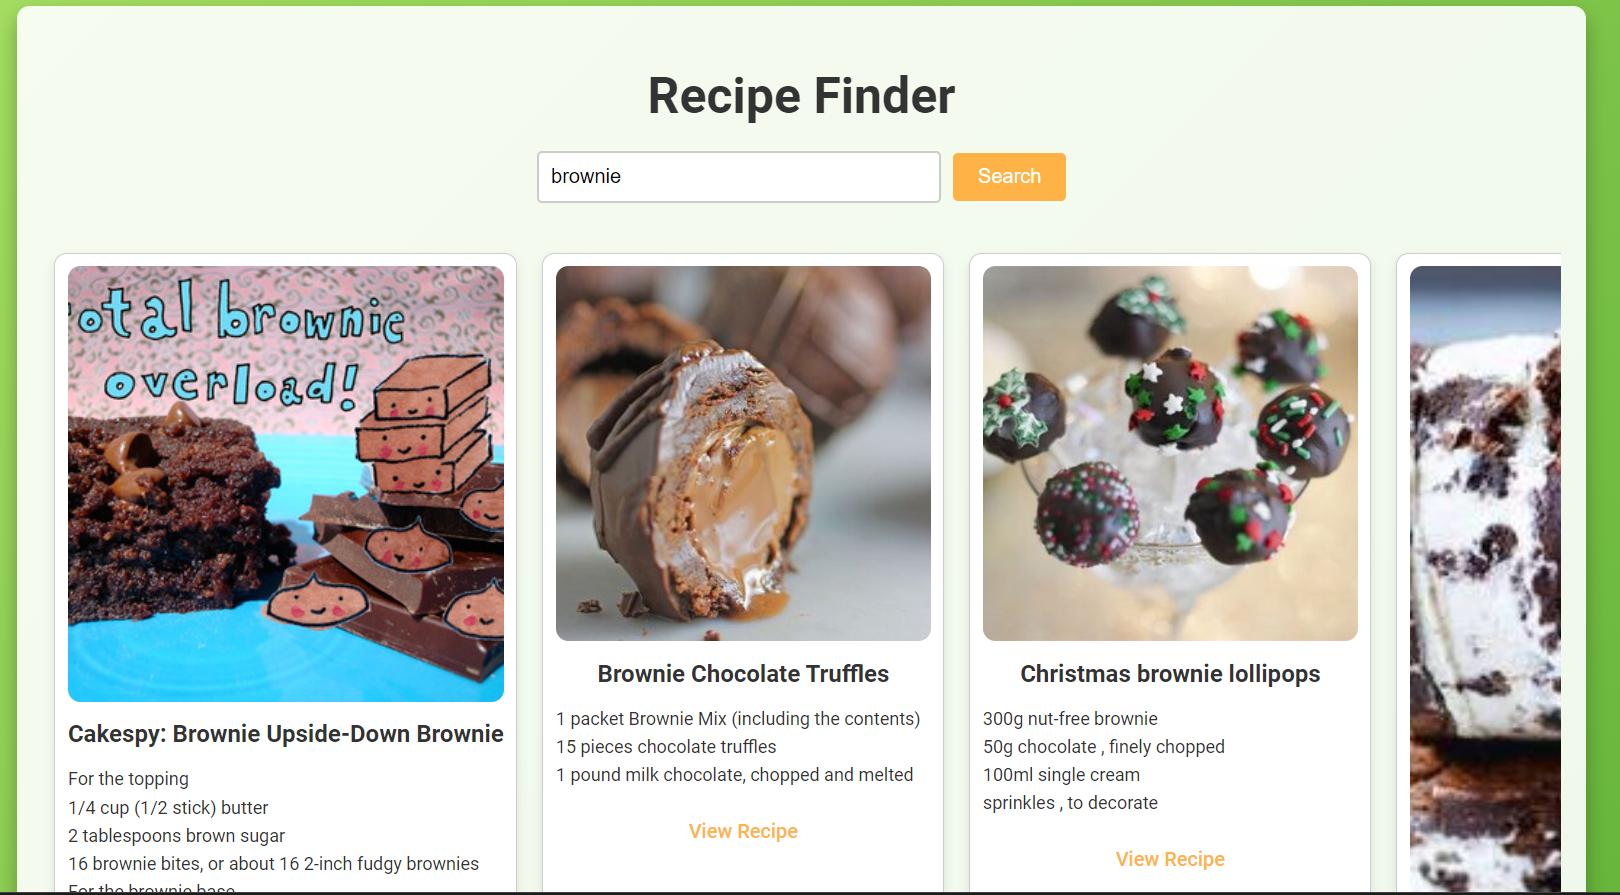 Recipe Finder
brownie
Search
otal brownie
overload!
Cakespy: Brownie Upside-Down Brownie
For the topping
1/4 cup (1/2 stick) butter
2 tablespoons brown sugar
16 brownie bites, or about 16 2-inch fudgy brownies
For the brownie base
Brownie Chocolate Truffles
1 packet Brownie Mix (including the contents)
15 pieces chocolate truffles
1 pound milk chocolate, chopped and melted
View Recipe
Christmas brownie lollipops
300g nut-free brownie
50g chocolate , finely chopped
100ml single cream
sprinkles , to decorate
View Recipe